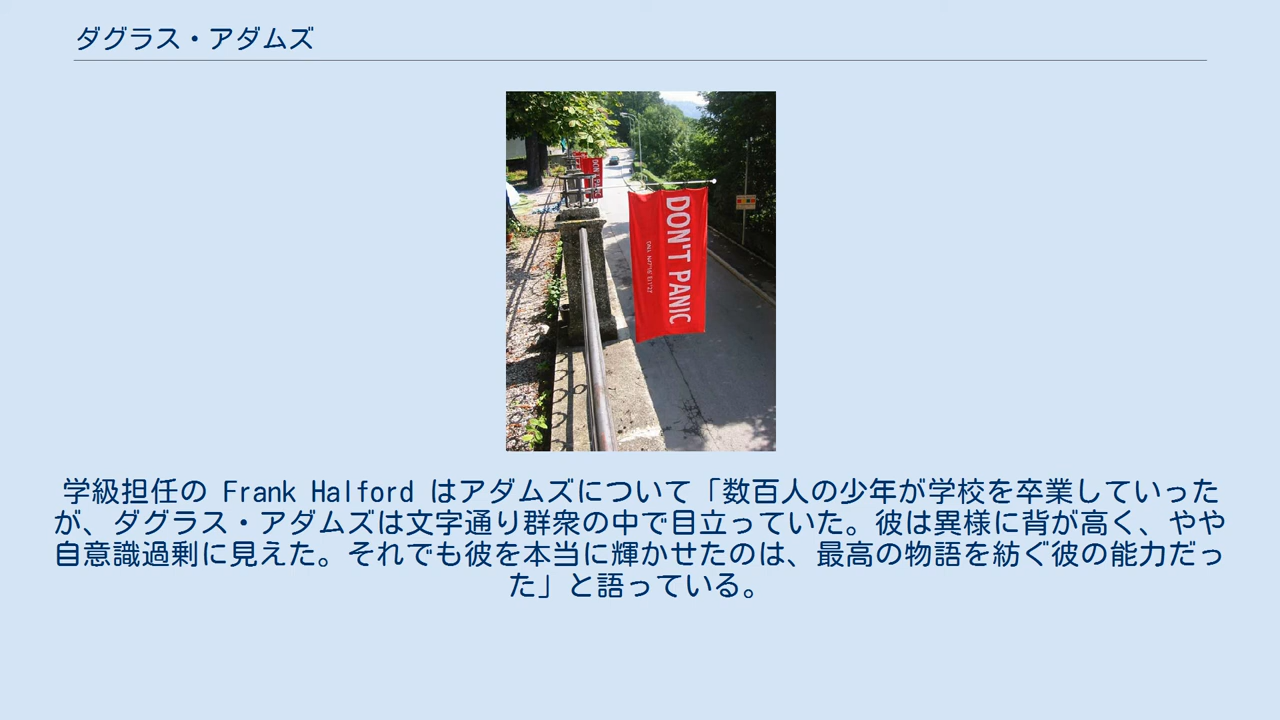 ダグラス・アダムズ
DON'T PANIC
学級担任の Frank Halford はアダムズについて「数百人の少年が学校を卒業していった
が、ダグラス・アダムズは文字通り群衆の中で目立っていた。彼は異様に背が高く、やや
自意識過剰に見えた。それでも彼を本当に輝かせたのは、最高の物語を紡ぐ彼の能力だっ
た」と語っている。